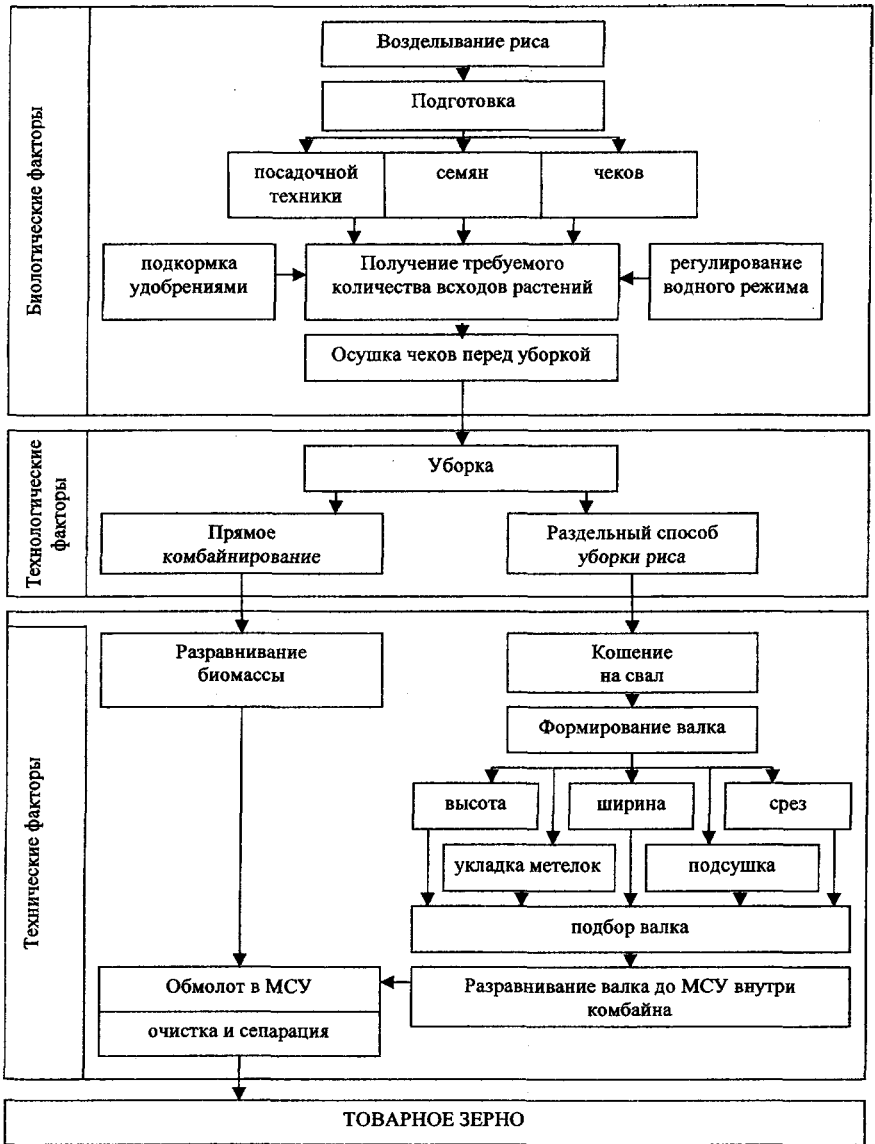 Биологические факторы
Возделывание риса
Подготовка
посадочной
техники
семян
чеков
подкормка
удобрениями
Получение требуемого
количества всходов растений
регулирование
водного режима
Осушка чеков перед уборкой
Технологические
факторы
Уборка
Прямое
комбайнирование
Раздельный способ
уборки риса
Технические факторы
Разравнивание
биомассы
Кошение
на свал
Формирование валка
высота
ширина
срез
укладка метелок
подсушка
подбор валка
Обмолот в МСУ
очистка и сепарация
Разравнивание валка до МСУ внутри
комбайна
ТОВАРНОЕ ЗЕРНО